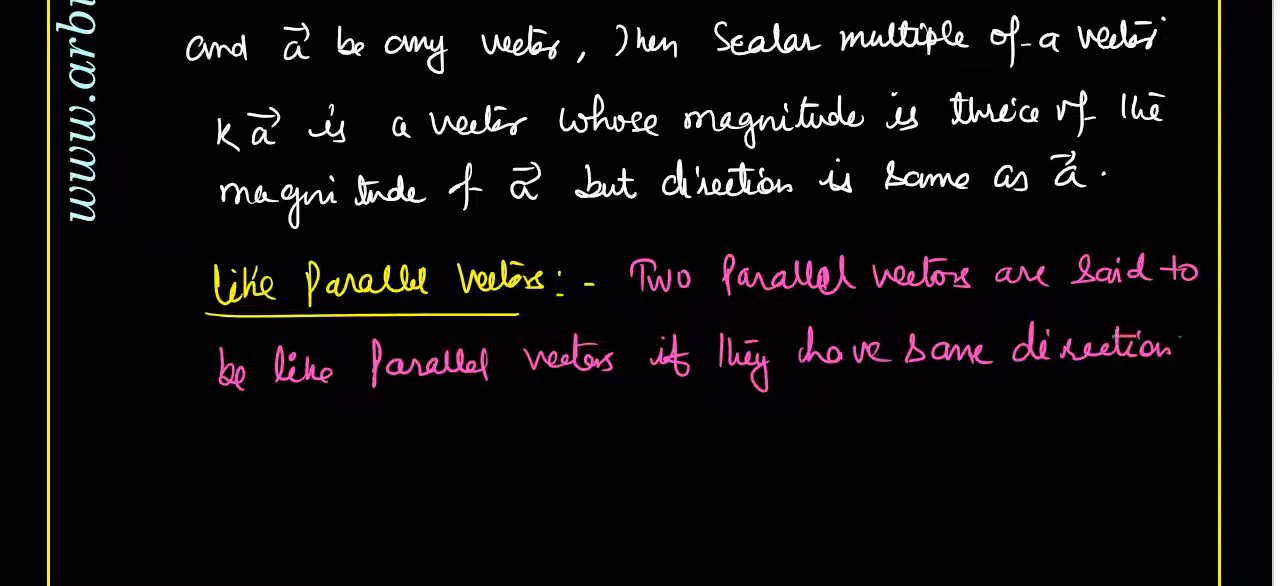 www.arbi
and a⃗ be any vector, then Scalar multiple of a vector
K a⃗ is a vector whose magnitude is thrice of the
magnitude of a⃗ but direction is same as a⃗.
Like Parallel Vectors :- Two Parallel vectors are said to
be like Parallel vectors if they have same direction